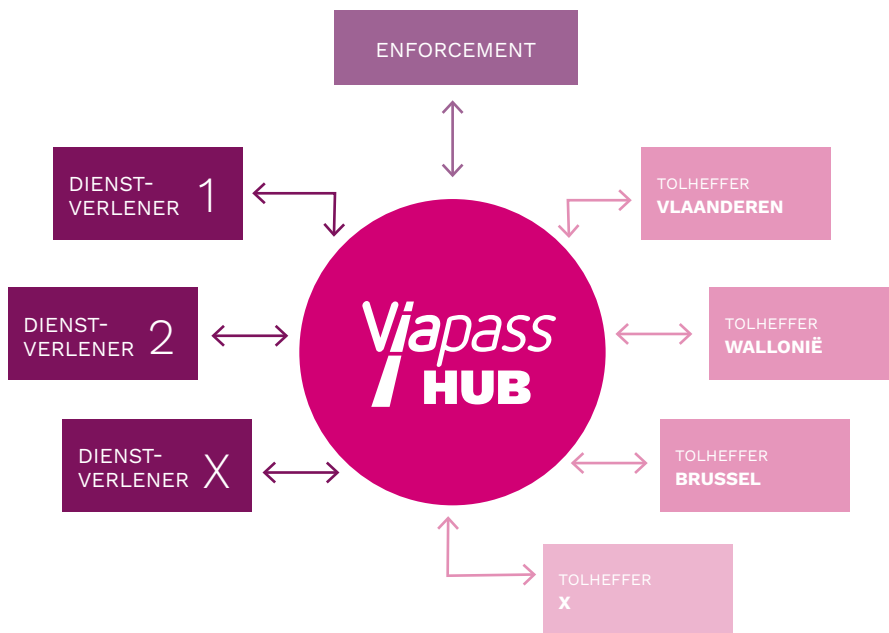 ENFORCEMENT
DIENST-
VERLENER 1
TOLHEFFER
VLAANDEREN
DIENST-
VERLENER 2
Viapass
HUB
TOLHEFFER
WALLONIË
DIENST-
VERLENER X
TOLHEFFER
BRUSSEL
TOLHEFFER
X